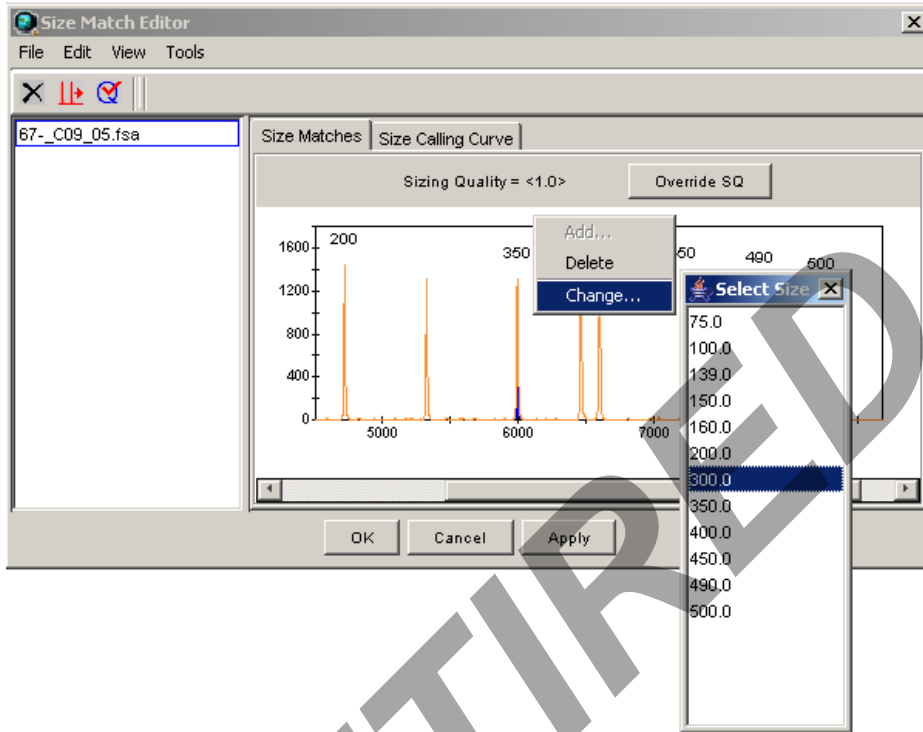 Size Match Editor
File Edit View Tools
67-_C09_05.fsa
Size Matches Size Calling Curve
Sizing Quality = <1.0> Override SQ
200
350
50
490
500
1600
1200
800
400
0
5000 6000 7000
Add...
Delete
Change...
Select Size
75.0
100.0
139.0
150.0
160.0
200.0
300.0
350.0
400.0
450.0
490.0
500.0
OK Cancel Apply
ETIRED